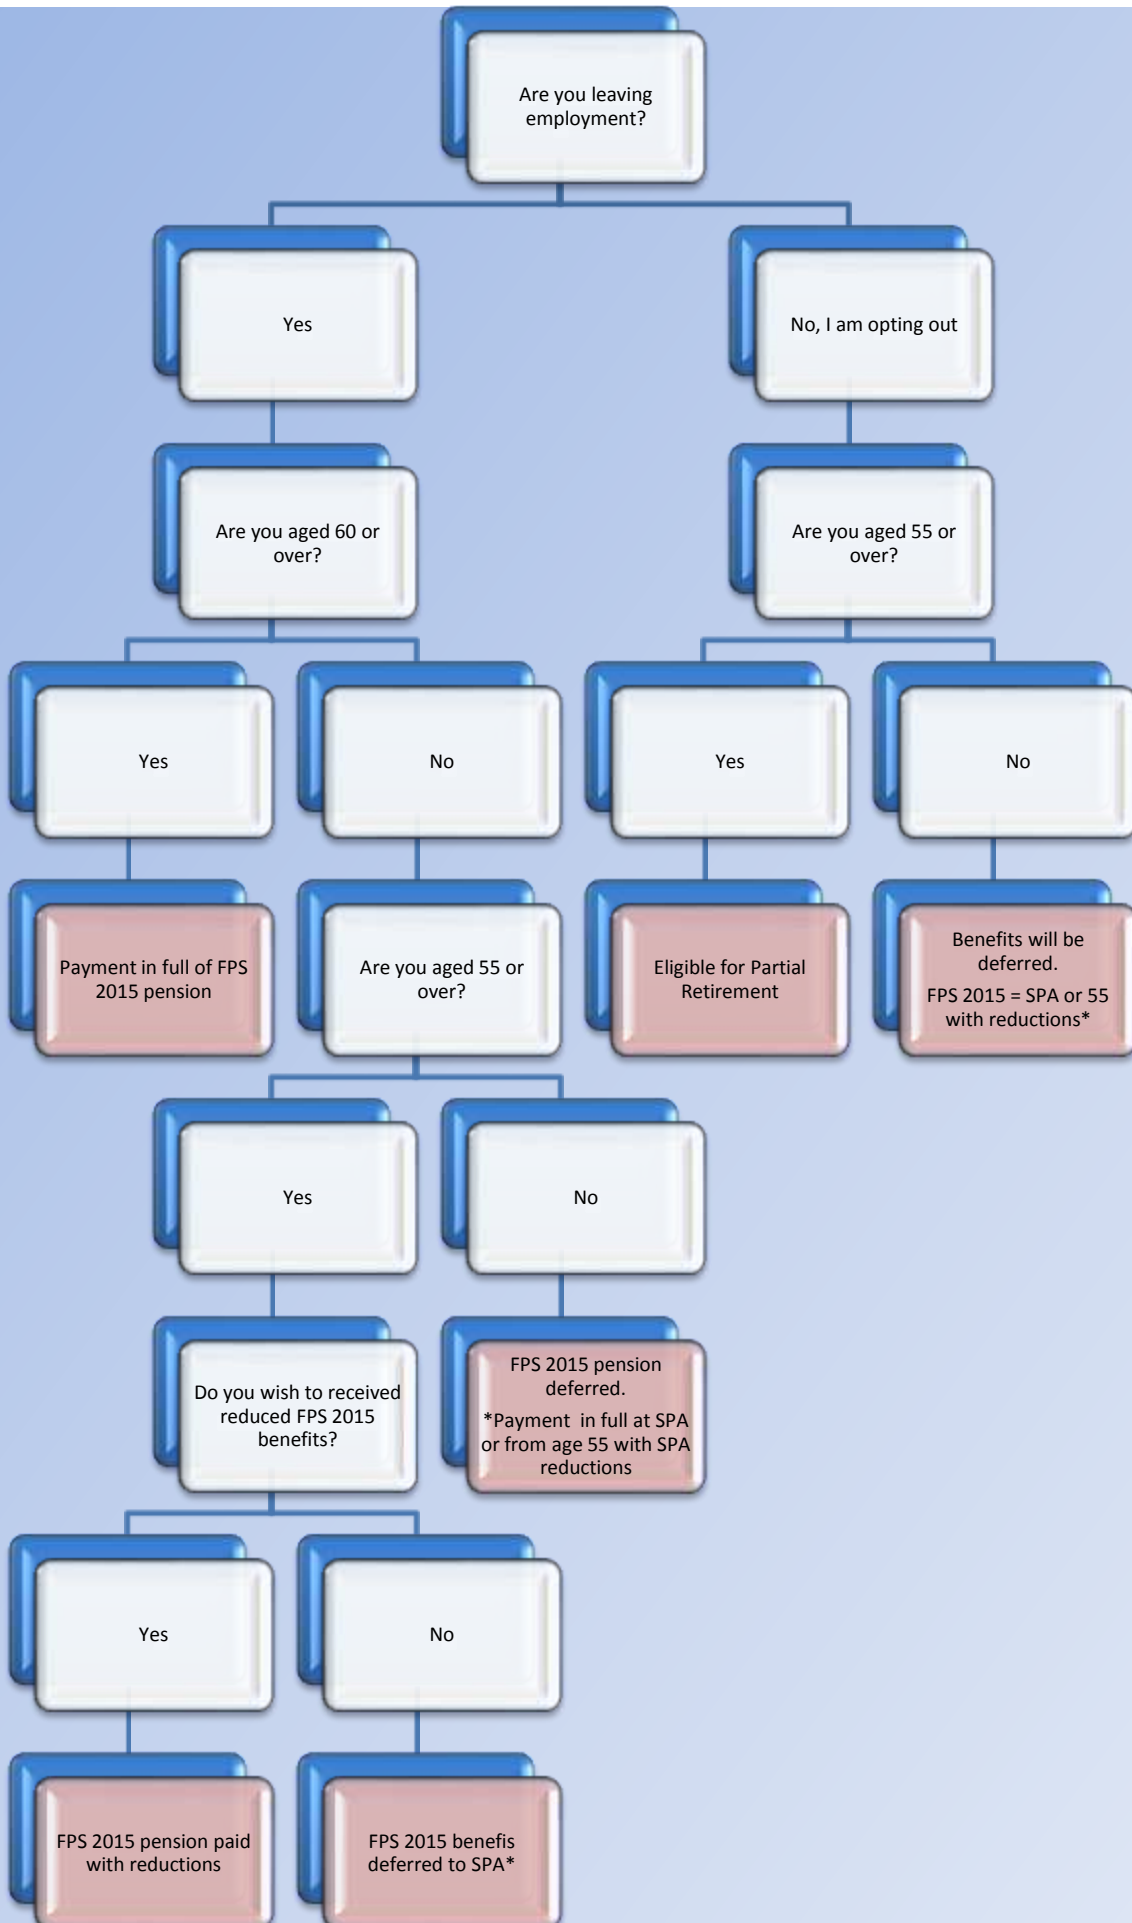 Are you leaving
employment?
Yes
No, I am opting out
Are you aged 60 or
over?
Are you aged 55 or
over?
Yes
No
Yes
No
Payment in full of FPS
2015 pension
Are you aged 55 or
over?
Eligible for Partial
Retirement
Benefits will be
deferred.
FPS 2015 = SPA or 55
with reductions*
Yes
No
Do you wish to received
reduced FPS 2015
benefits?
FPS 2015 pension
deferred.
*Payment in full at SPA
or from age 55 with SPA
reductions
Yes
No
FPS 2015 pension paid
with reductions
FPS 2015 benefis
deferred to SPA*